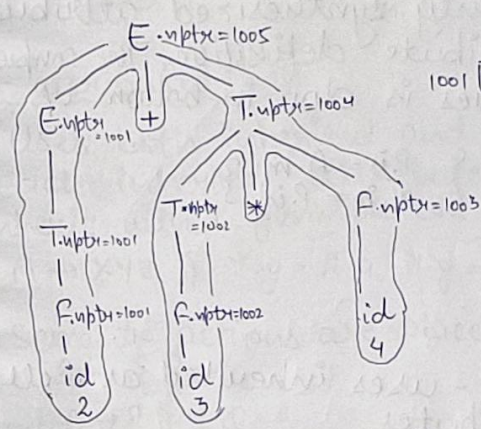 E.nptr=1005
1001
E.nptr
=1001
+
T.nptr=1004
T.nptr
=1002
*
F.nptr=1003
T.nptr=1001
F.nptr=1001
F.nptr=1002
id
4
id
2
id
3